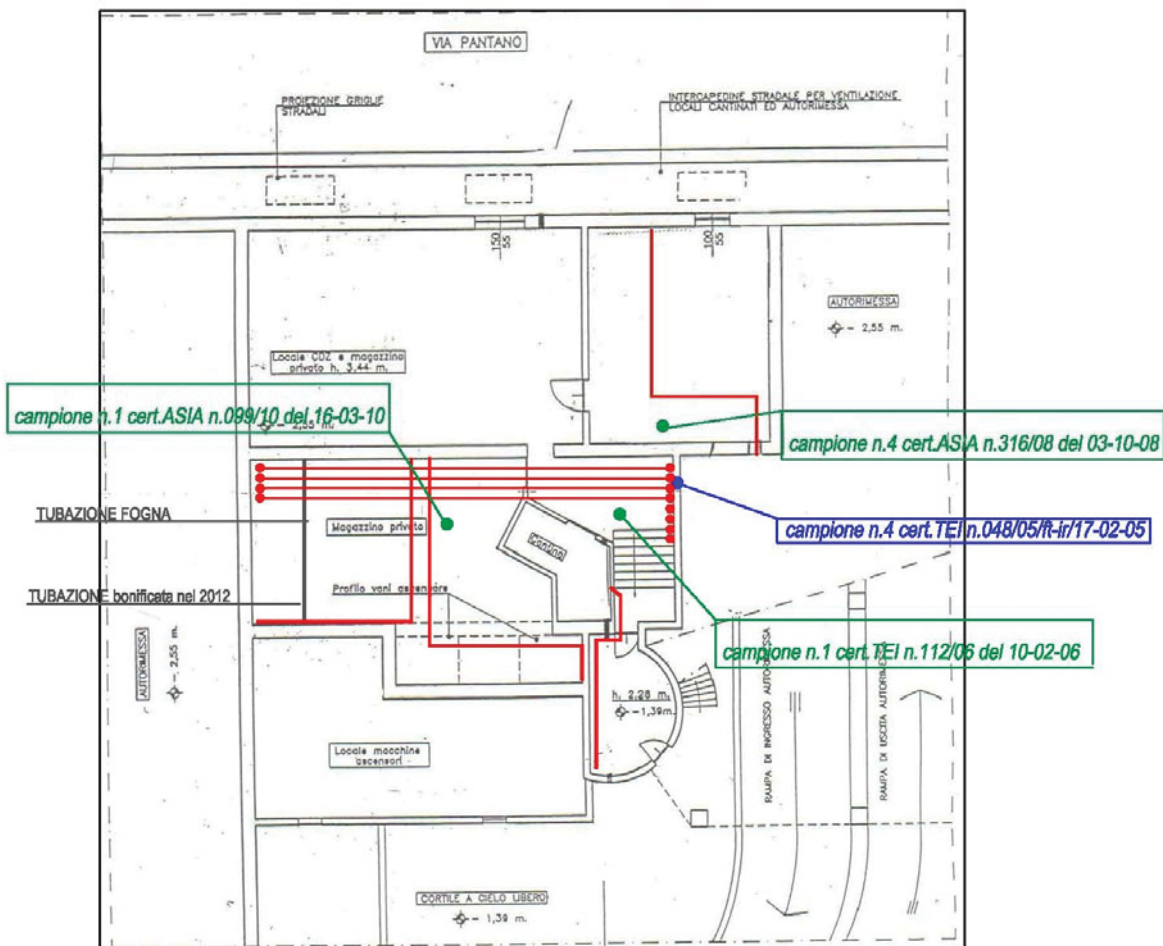 VIA PANTANO
PROIEZIONE GRIGLIE
STRADALI
INTERCAPEDINE STRADALE PER VENTILAZIONE
LOCALI CANTINATI ED AUTORIMESSA
150
55
100
55
AUTORIMESSA
- 2,55 m.
Locale CDZ e magazzino
privato h. 3.44 m.
campione n.1 cert.ASIA n.099/10 del 16-03-10
- 2,55 m.
campione n.4 cert.ASIA n.316/08 del 03-10-08
TUBAZIONE FOGNA
Magazzino privato
Cantina
campione n.4 cert.TEI n.048/05/ft-ir/17-02-05
Profilo vani ascensore
TUBAZIONE bonificata nel 2012
campione n.1 cert.TEI n.112/06 del 10-02-06
AUTORIMESSA
- 2,55 m.
h. 2.28 m.
-1,39m.
Locale macchine
ascensori
RAMPA DI INGRESSO AUTORIMESSA
RAMPA DI USCITA AUTORIMESSA
CORTILE A CIELO LIBERO
- 1,39 m.